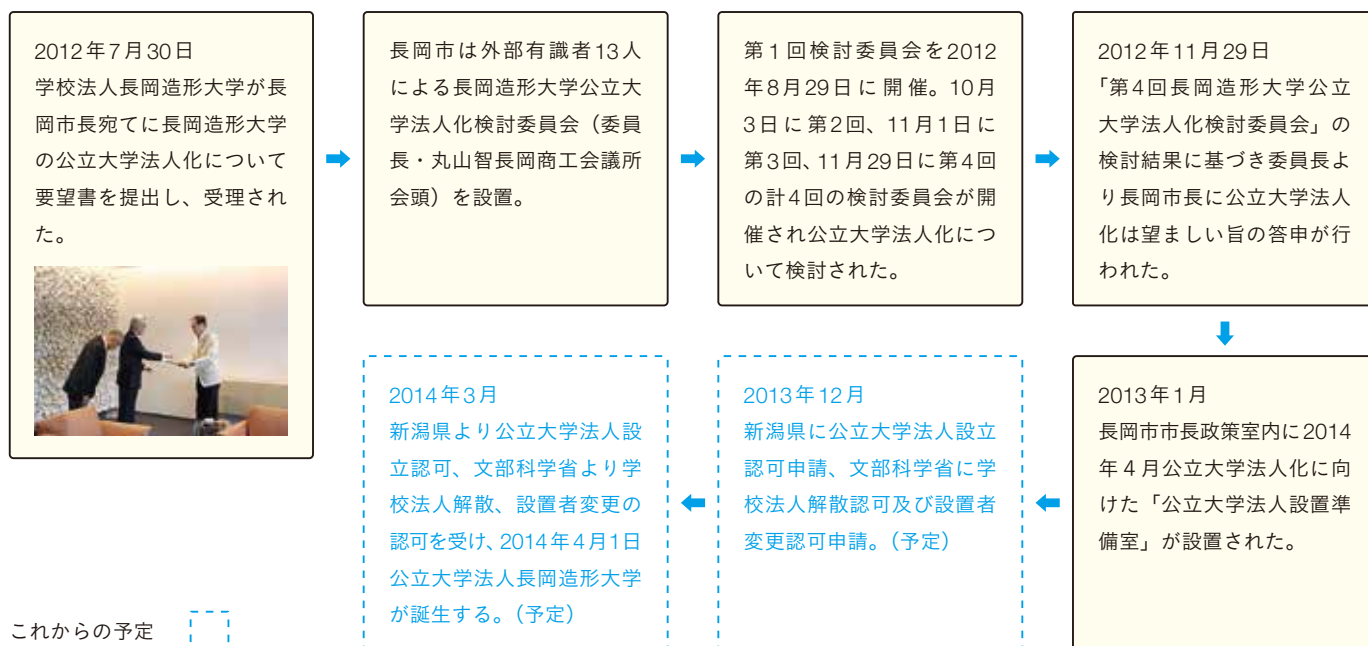 2012年7月30日
学校法人長岡造形大学が長
岡市長宛てに長岡造形大学
の公立大学法人化について
要望書を提出し、受理され
た。
長岡市は外部有識者13人
による長岡造形大学公立大
学法人化検討委員会（委員
長・丸山智長岡商工会議所
会頭）を設置。
第1回検討委員会を2012
年8月29日に開催。10月
3日に第2回、11月1日に
第3回、11月29日に第4回
の計4回の検討委員会が開
催され公立大学法人化につ
いて検討された。
2012年11月29日
「第4回長岡造形大学公立
大学法人化検討委員会」の
検討結果に基づき委員長よ
り長岡市長に公立大学法人
化は望ましい旨の答申が行
われた。
2013年1月
長岡市市長政策室内に2014
年4月公立大学法人化に向
けた「公立大学法人設置準
備室」が設置された。
2013年12月
新潟県に公立大学法人設立
認可申請、文部科学省に学
校法人解散認可及び設置者
変更認可申請。（予定）
2014年3月
新潟県より公立大学法人設
立認可、文部科学省より学
校法人解散、設置者変更の
認可を受け、2014年4月1日
公立大学法人長岡造形大学
が誕生する。（予定）
これからの予定